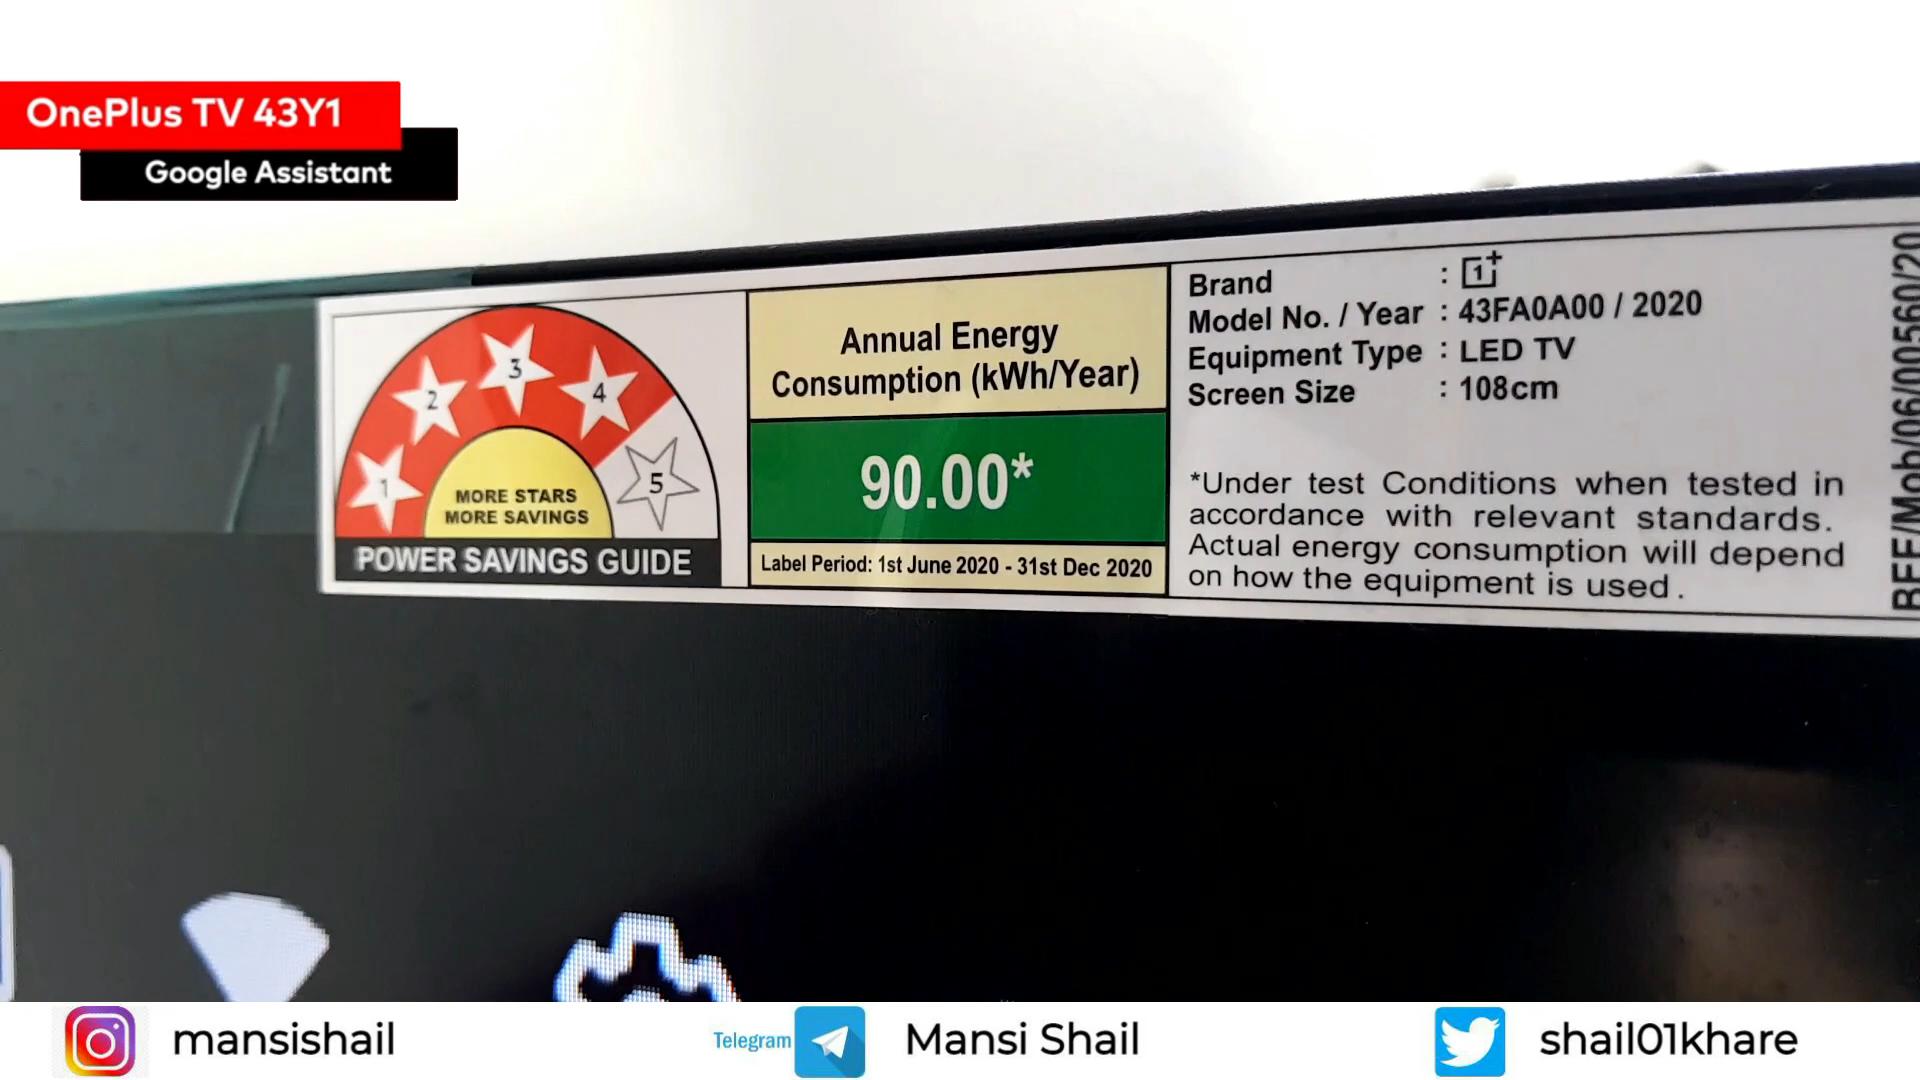 OnePlus TV 43Y1
Google Assistant
1
2
3
4
5
MORE STARS
MORE SAVINGS
POWER SAVINGS GUIDE
Annual Energy
Consumption (kWh/Year)
90.00*
Label Period: 1st June 2020 - 31st Dec 2020
Brand :
Model No. / Year : 43FA0A00 / 2020
Equipment Type : LED TV
Screen Size : 108cm
*Under test Conditions when tested in
accordance with relevant standards.
Actual energy consumption will depend
on how the equipment is used.
mansishail
Telegram
Mansi Shail
shail01khare